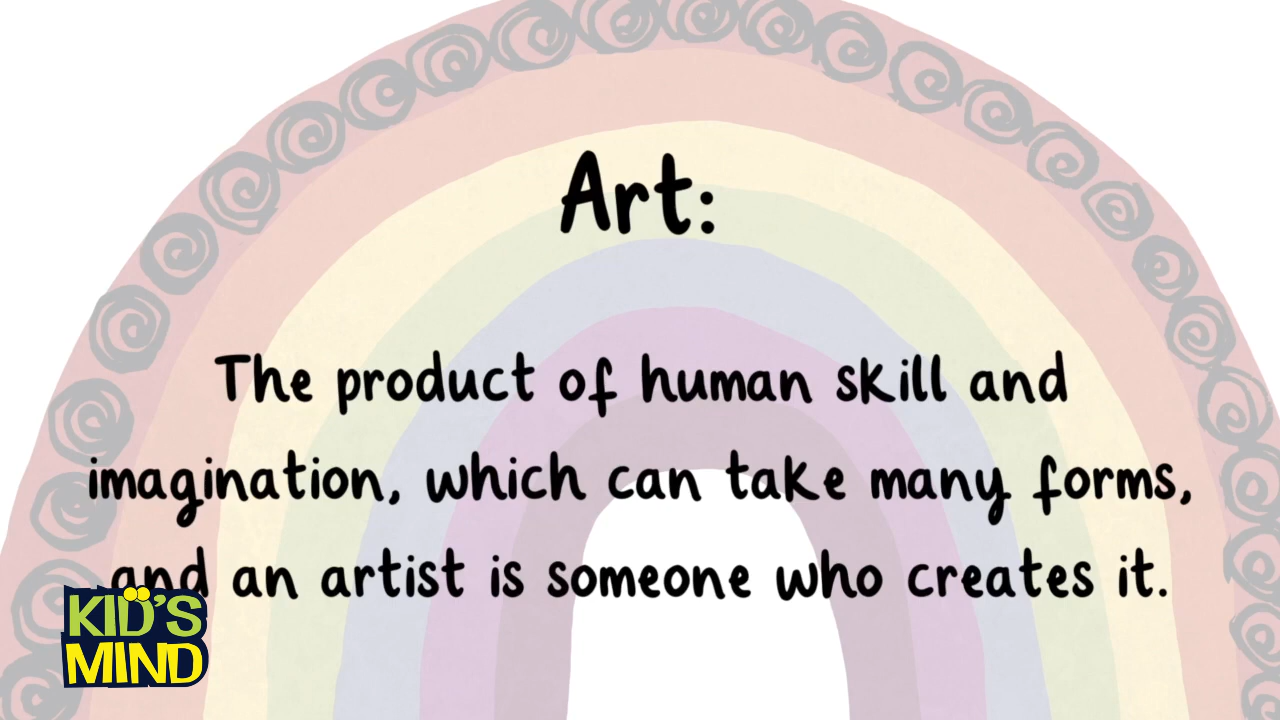 Art:
The product of human skill and
imagination, which can take many forms,
and an artist is someone who creates it.
KID'S
MIND